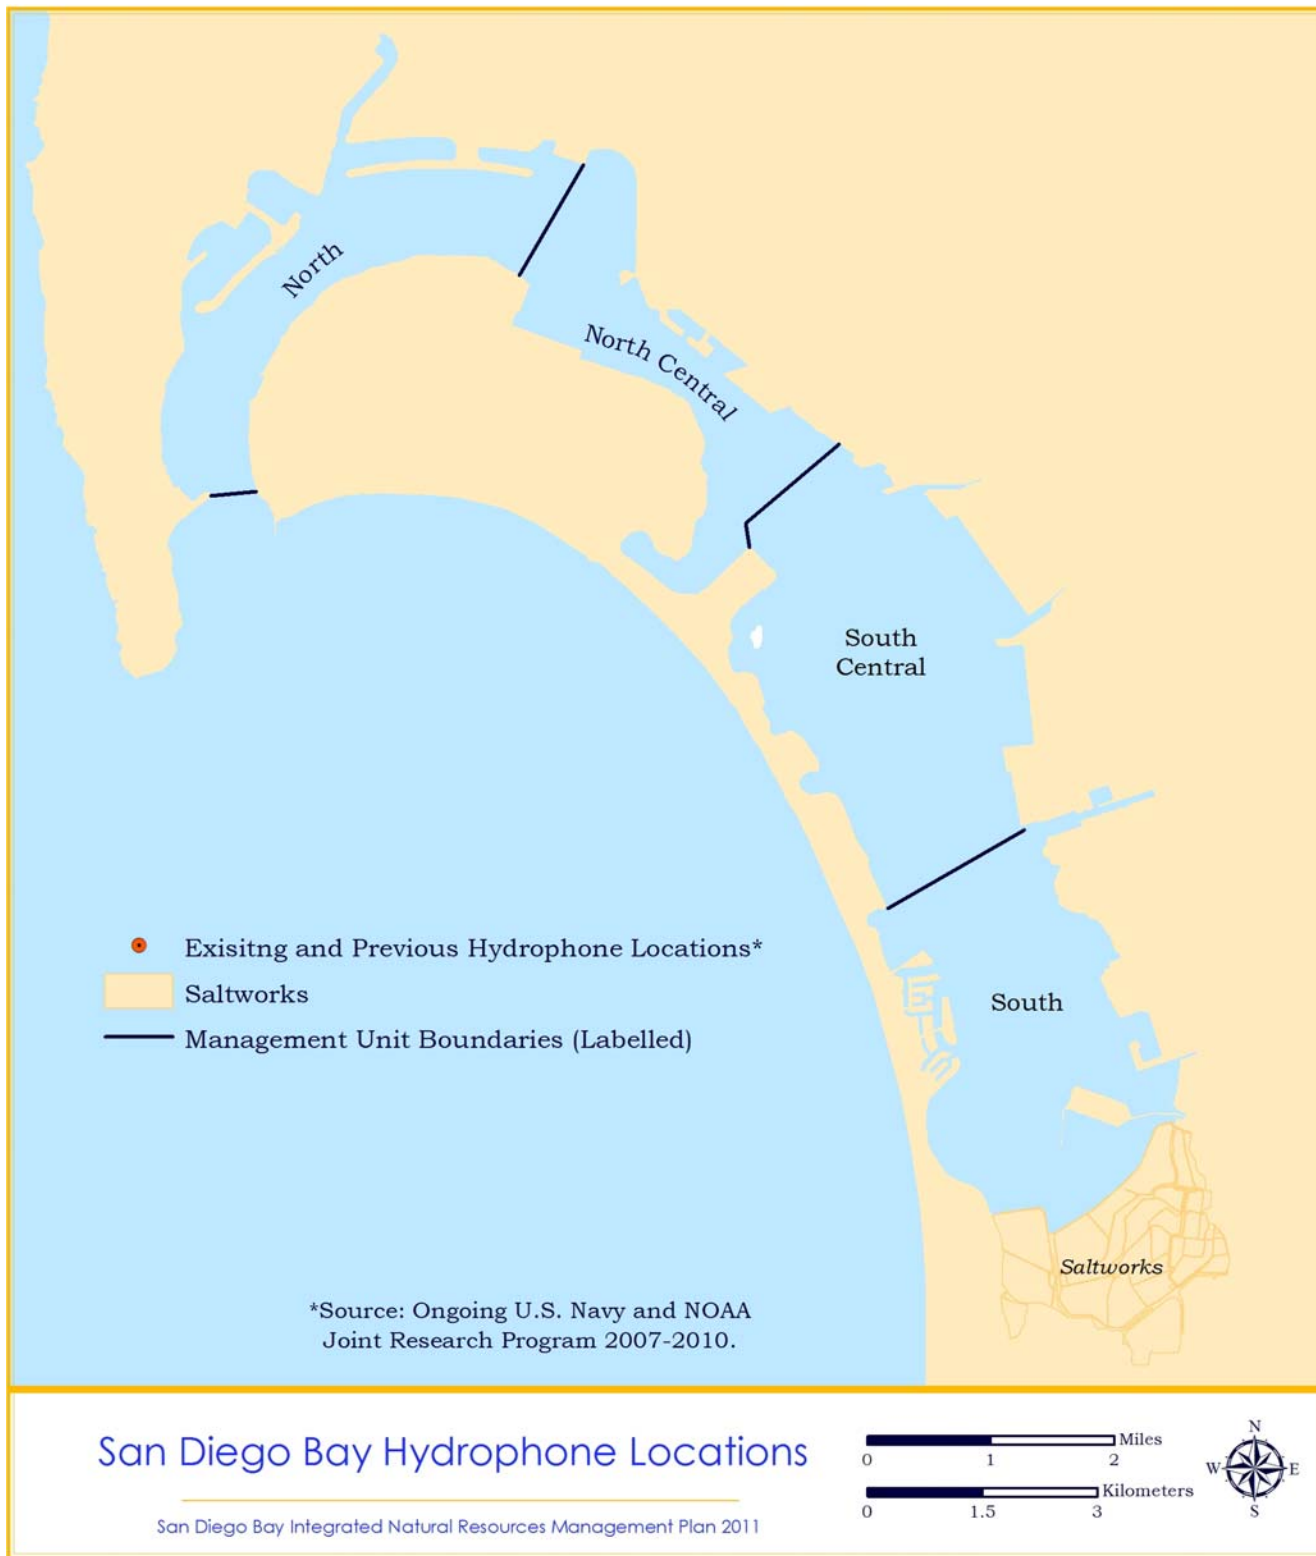 North
North Central
South
Central
Exisitng and Previous Hydrophone Locations*
Saltworks
Management Unit Boundaries (Labelled)
South
Saltworks
*Source: Ongoing U.S. Navy and NOAA
Joint Research Program 2007-2010.
San Diego Bay Hydrophone Locations
San Diego Bay Integrated Natural Resources Management Plan 2011
Miles
0 1 2
Kilometers
0 1.5 3
N
W E
S